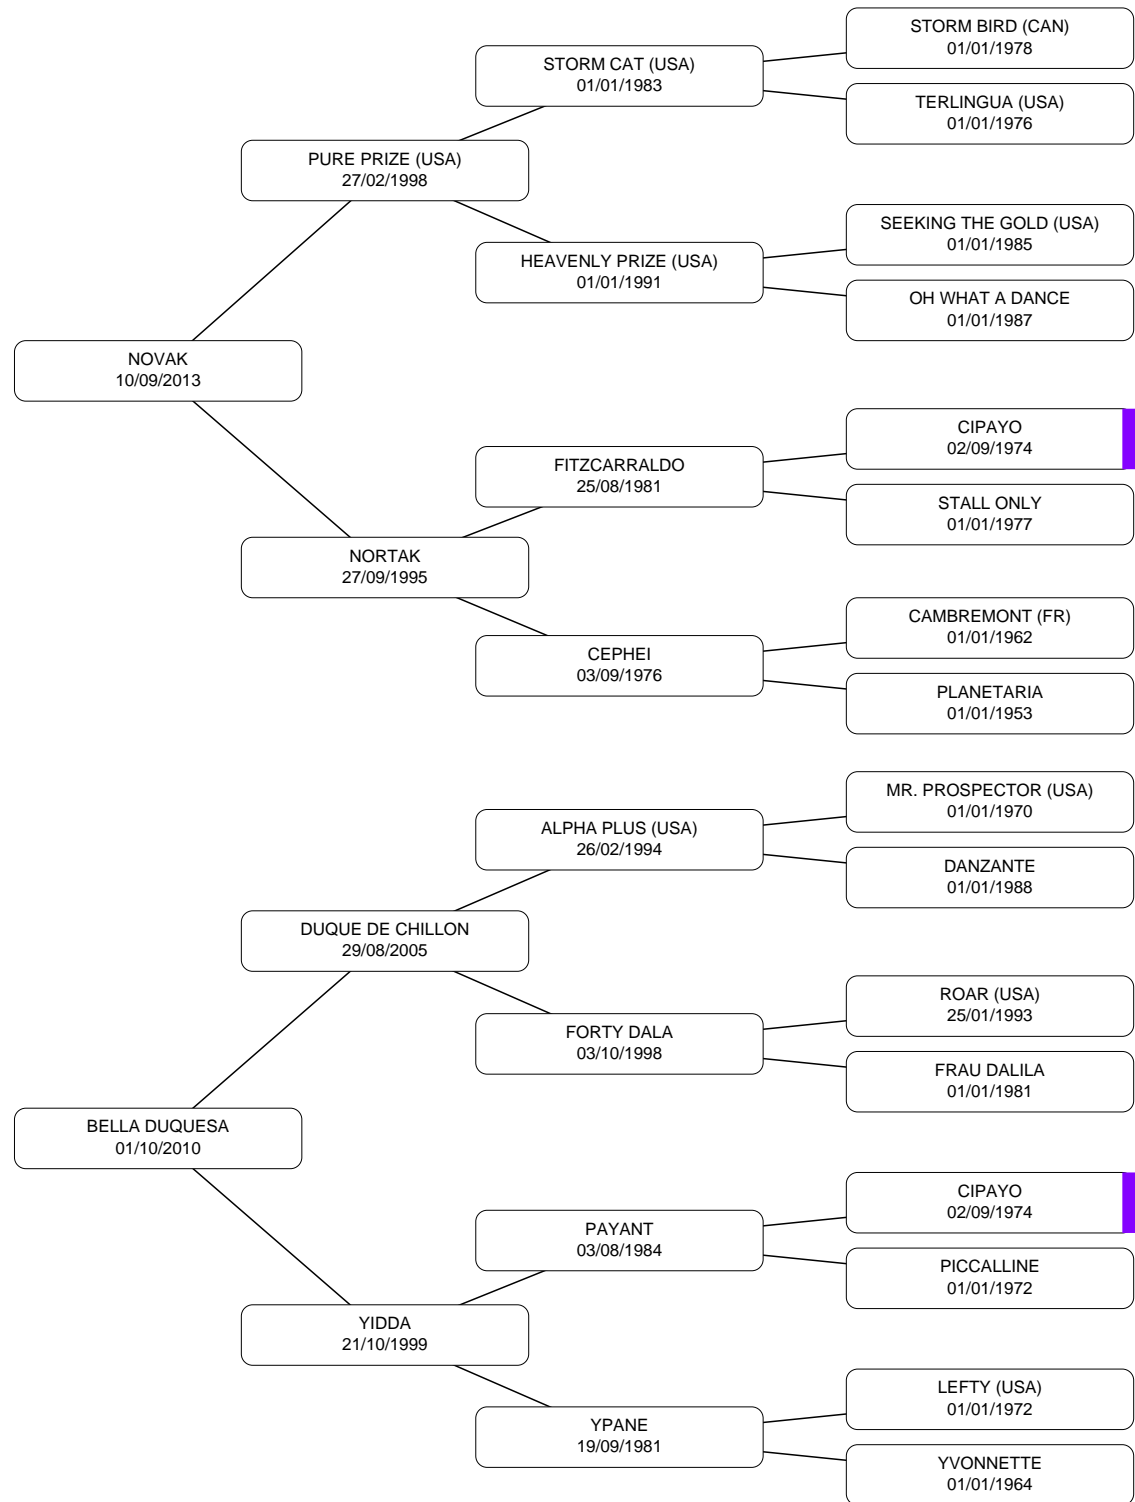 STORM BIRD (CAN)
01/01/1978
STORM CAT (USA)
01/01/1983
TERLINGUA (USA)
01/01/1976
PURE PRIZE (USA)
27/02/1998
SEEKING THE GOLD (USA)
01/01/1985
HEAVENLY PRIZE (USA)
01/01/1991
OH WHAT A DANCE
01/01/1987
NOVAK
10/09/2013
CIPAYO
02/09/1974
FITZCARRALDO
25/08/1981
STALL ONLY
01/01/1977
NORTAK
27/09/1995
CAMBREMONT (FR)
01/01/1962
CEPHEI
03/09/1976
PLANETARIA
01/01/1953
MR. PROSPECTOR (USA)
01/01/1970
ALPHA PLUS (USA)
26/02/1994
DANZANTE
01/01/1988
DUQUE DE CHILLON
29/08/2005
ROAR (USA)
25/01/1993
FORTY DALA
03/10/1998
FRAU DALILA
01/01/1981
BELLA DUQUESA
01/10/2010
CIPAYO
02/09/1974
PAYANT
03/08/1984
PICCALLINE
01/01/1972
YIDDA
21/10/1999
LEFTY (USA)
01/01/1972
YPANE
19/09/1981
YVONNETTE
01/01/1964